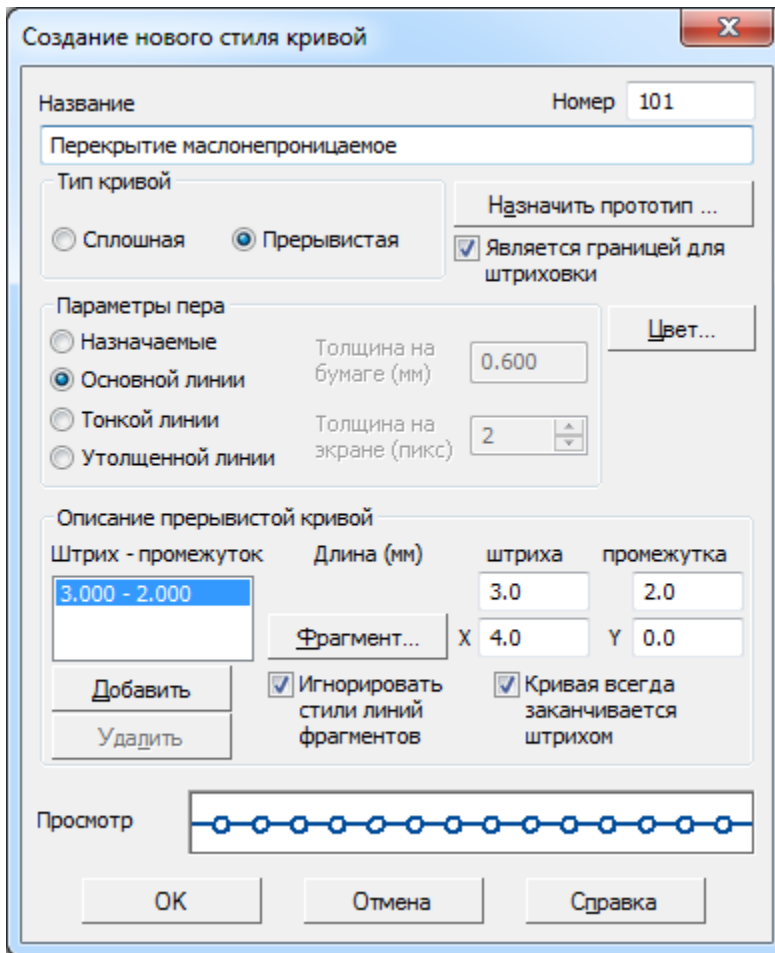 Создание нового стиля кривой
Название Номер 101
Перекрытие маслонепроницаемое
Тип кривой
Сплошная Прерывистая
Назначить прототип ...
Является границей для
штриховки
Параметры пера
Назначаемые
Основной линии
Тонкой линии
Утолщенной линии
Толщина на
бумаге (мм)
0.600
Толщина на
экране (пикс)
2
Цвет...
Описание прерывистой кривой
Штрих - промежуток Длина (мм) штриха промежутка
3.000 - 2.000 3.0 2.0
Фрагмент... X 4.0 Y 0.0
Добавить
Удалить
Игнорировать
стили линий
фрагментов
Кривая всегда
заканчивается
штрихом
Просмотр
OK Отмена Справка